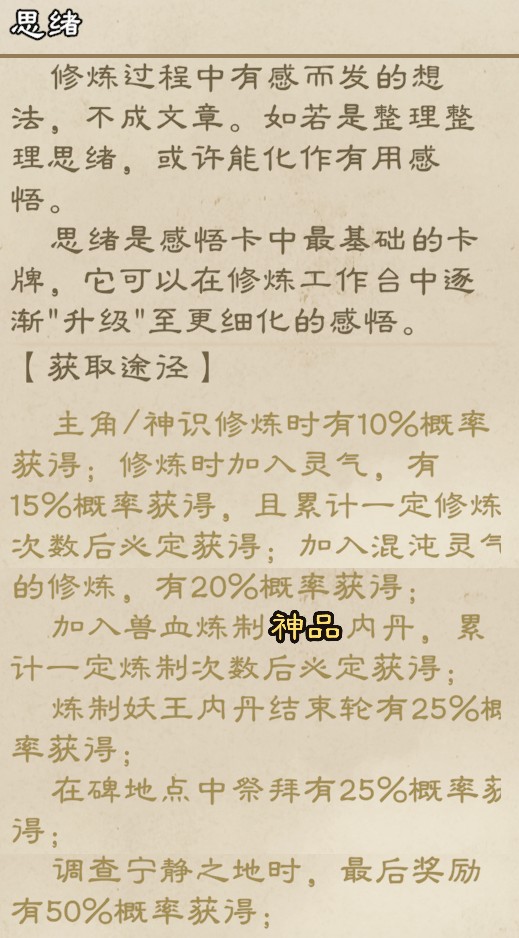 思绪
修炼过程中有感而发的想
法，不成文章。如若是整理整
理思绪，或许能化作有用感
悟。
思绪是感悟卡中最基础的卡
牌，它可以在修炼工作台中逐
渐"升级"至更细化的感悟。
【获取途径】
主角/神识修炼时有10%概率
获得；修炼时加入灵气，有
15%概率获得，且累计一定修炼
次数后必定获得；加入混沌灵气
的修炼，有20%概率获得；
加入兽血炼制神品内丹，累
计一定炼制次数后必定获得；
炼制妖王内丹结束轮有25%概
率获得；
在碑地点中祭拜有25%概率获
得；
调查宁静之地时，最后奖励
有50%概率获得；